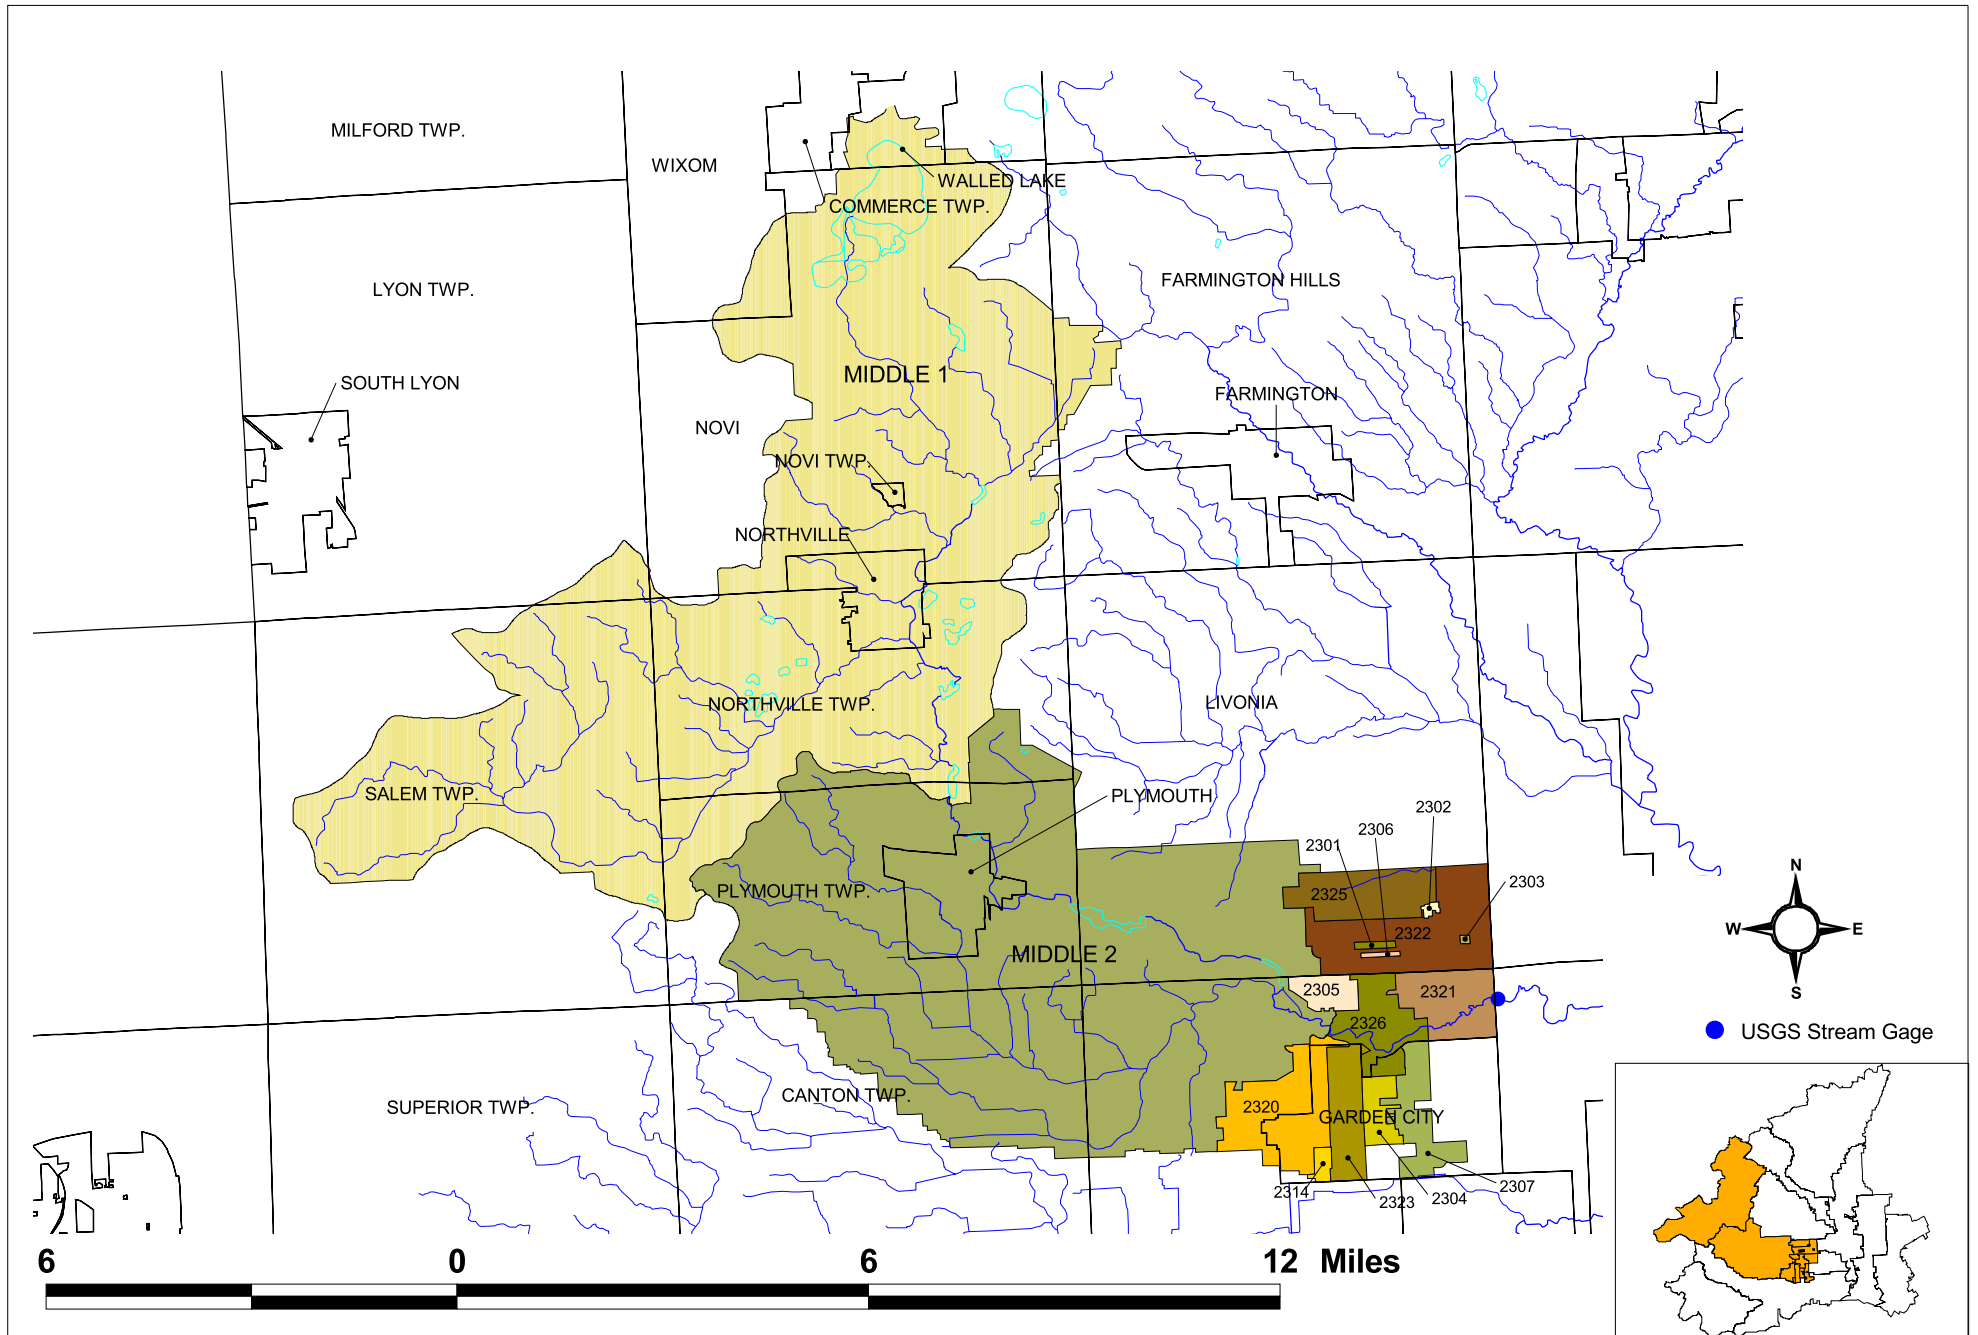 MILFORD TWP.
WIXOM
WALLED LAKE
COMMERCE TWP.
LYON TWP.
FARMINGTON HILLS
MIDDLE 1
SOUTH LYON
FARMINGTON
NOVI
NOVI TWP.
NORTHVILLE
NORTHVILLE TWP.
LIVONIA
SALEM TWP.
PLYMOUTH
2302
2306
2301
2303
PLYMOUTH TWP.
2325
2322
MIDDLE 2
2305
2321
2326
CANTON TWP.
SUPERIOR TWP.
2320
GARDEN CITY
2314
2323
2304
2307
N
W
E
S
USGS Stream Gage
6 0 6 12 Miles